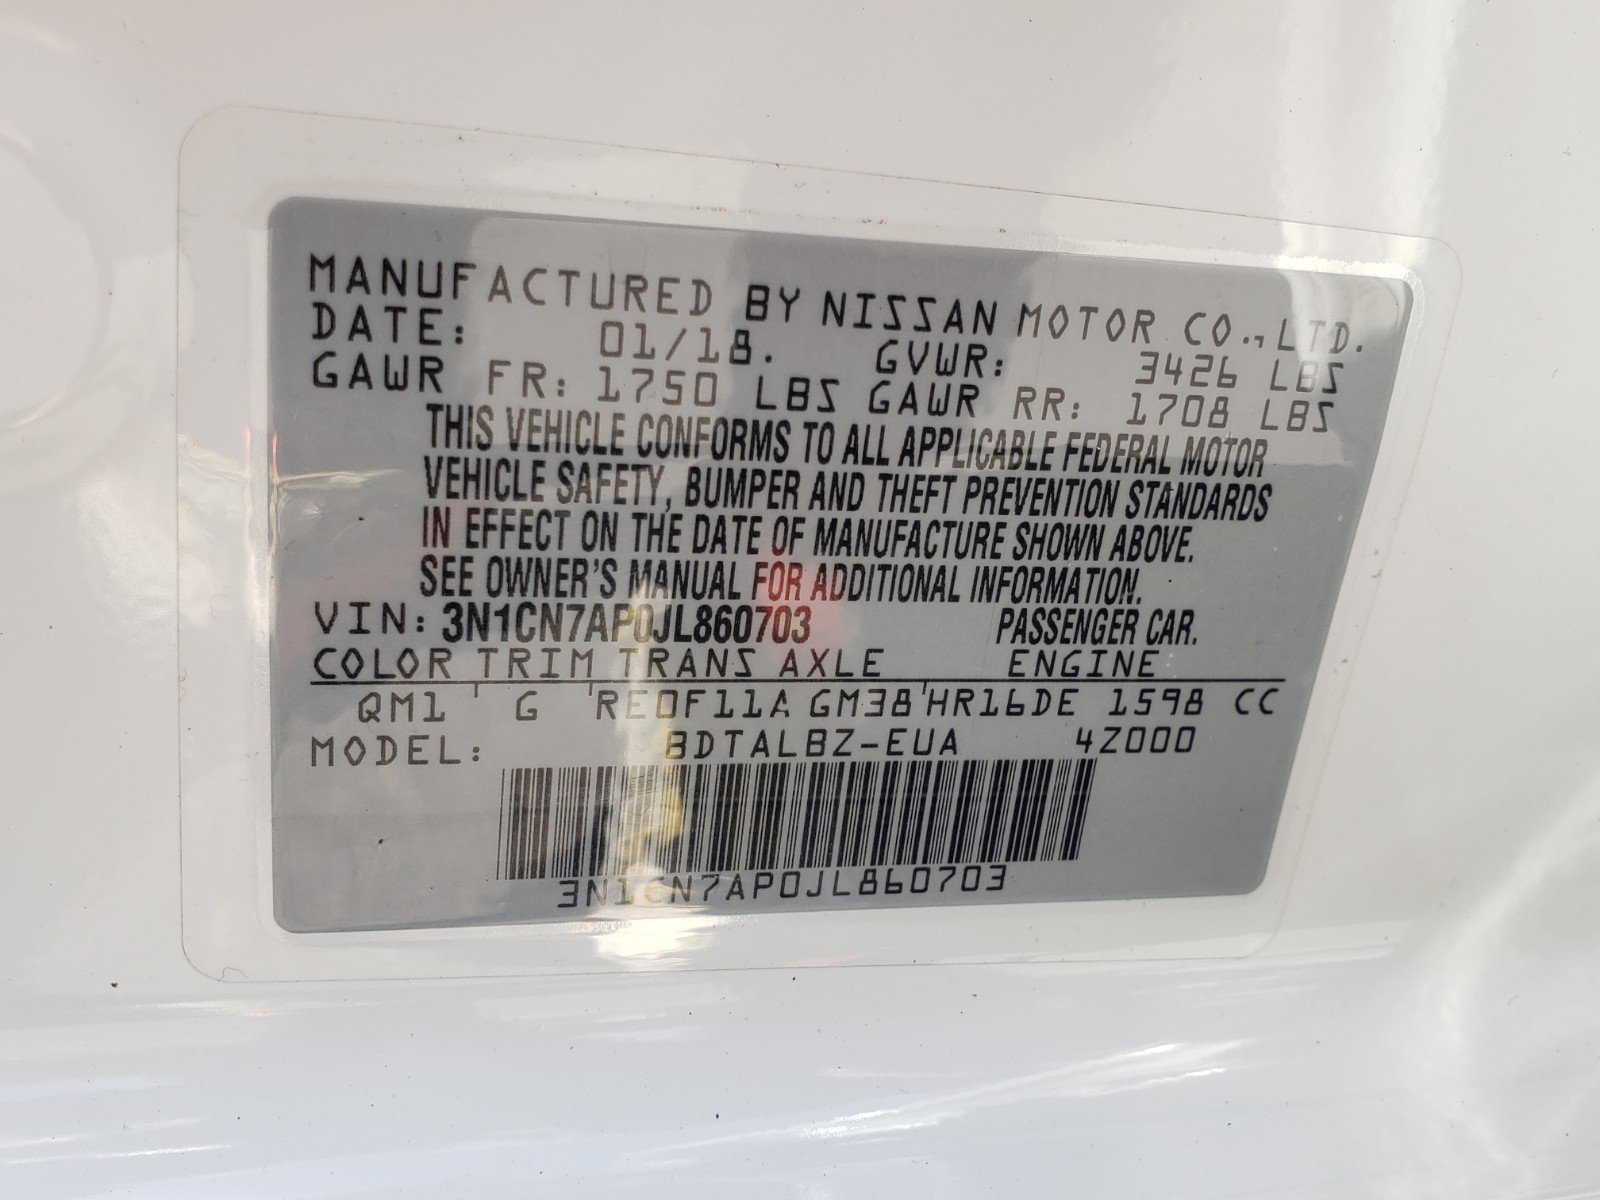 MANUFACTURED BY NISSAN MOTOR CO., LTD.
DATE: 01/18. GVWR: 3426 LBS
GAWR FR: 1750 LBS GAWR RR: 1708 LBS
THIS VEHICLE CONFORMS TO ALL APPLICABLE FEDERAL MOTOR
VEHICLE SAFETY, BUMPER AND THEFT PREVENTION STANDARDS
IN EFFECT ON THE DATE OF MANUFACTURE SHOWN ABOVE.
SEE OWNER'S MANUAL FOR ADDITIONAL INFORMATION.
VIN: 3N1CN7AP0JL860703 PASSENGER CAR.
COLOR TRIM TRANS AXLE ENGINE
QM1 ' G 'RE0F11A GM38'HR16DE 1598 CC
MODEL: BDTALBZ-EUA 4Z000
3N1CN7AP0JL860703